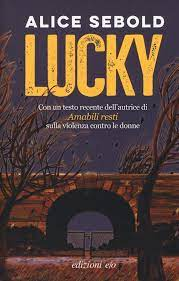 ALICE SEBOLD
LUCKY
Con un testo recente dell'autrice di
Amabili resti
sulla violenza contro le donne
edizioni e/o